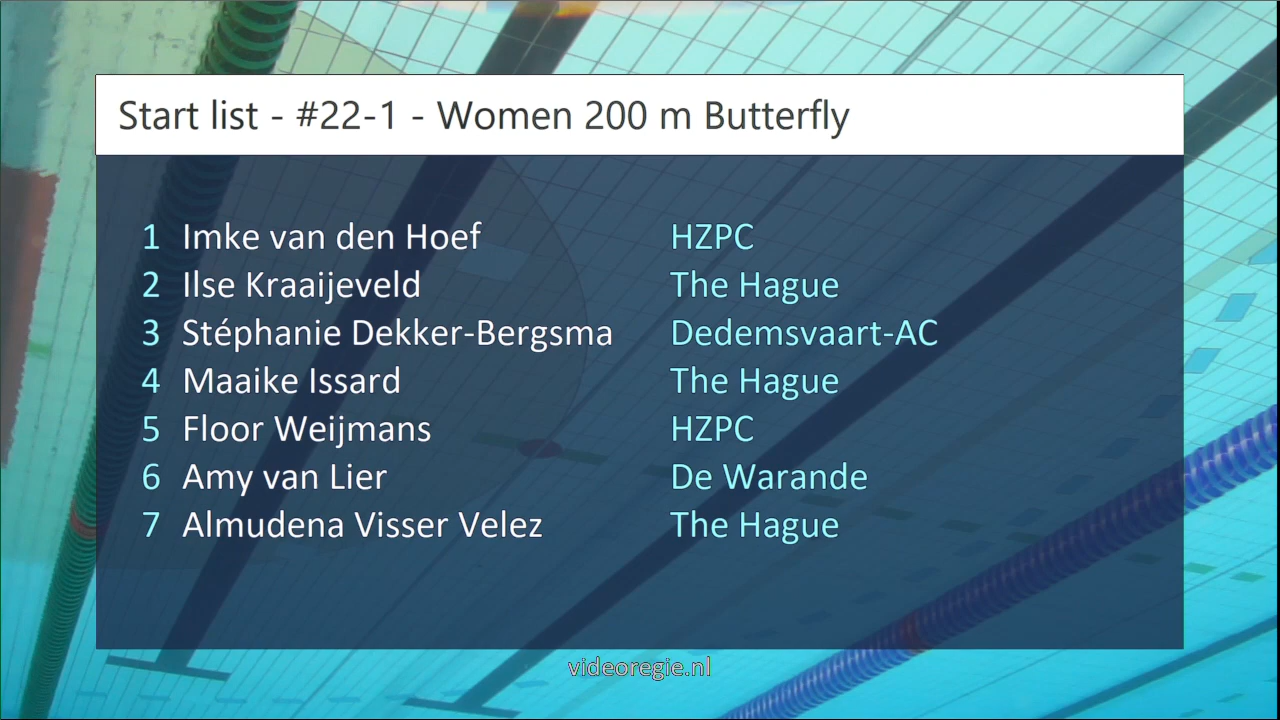 Start list - #22-1 - Women 200 m Butterfly
1 Imke van den Hoef HZPC
2 Ilse Kraaijeveld The Hague
3 Stéphanie Dekker-Bergsma Dedemsvaart-AC
4 Maaike Issard The Hague
5 Floor Weijmans HZPC
6 Amy van Lier De Warande
7 Almudena Visser Velez The Hague
videoregie.nl